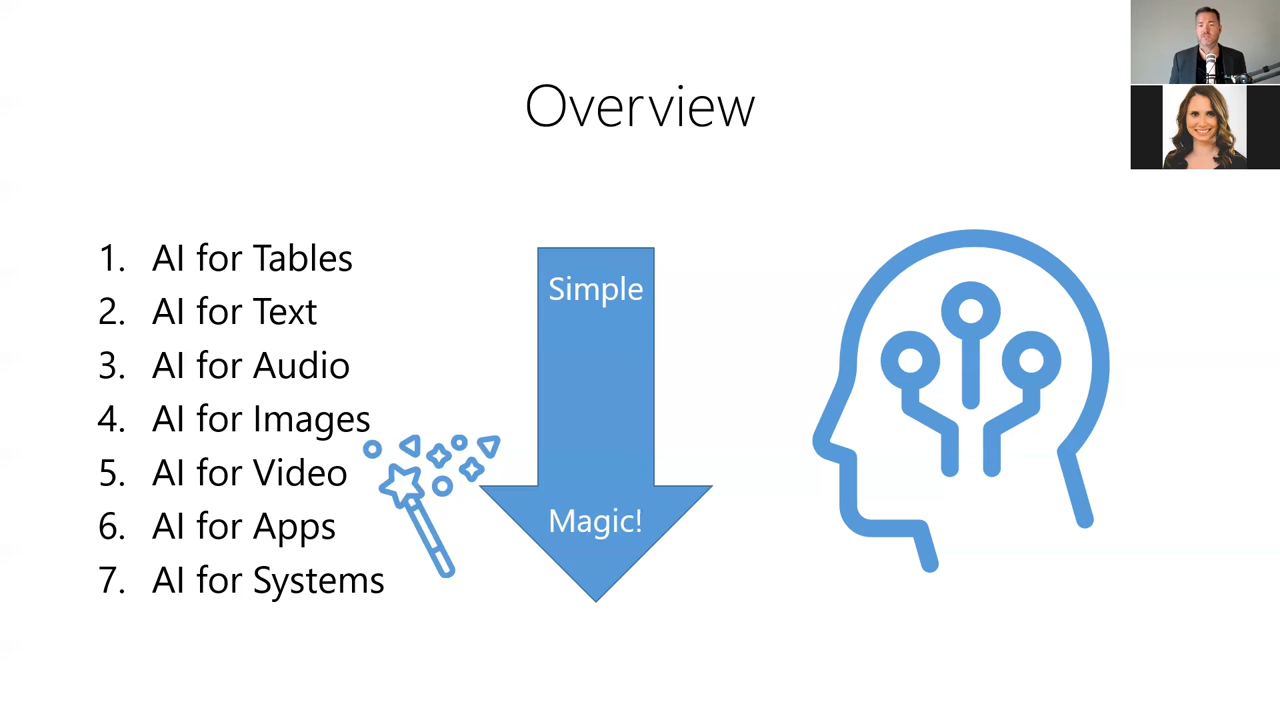 Overview
1. AI for Tables
2. AI for Text
3. AI for Audio
4. AI for Images
5. AI for Video
6. AI for Apps
7. AI for Systems
Simple
Magic!